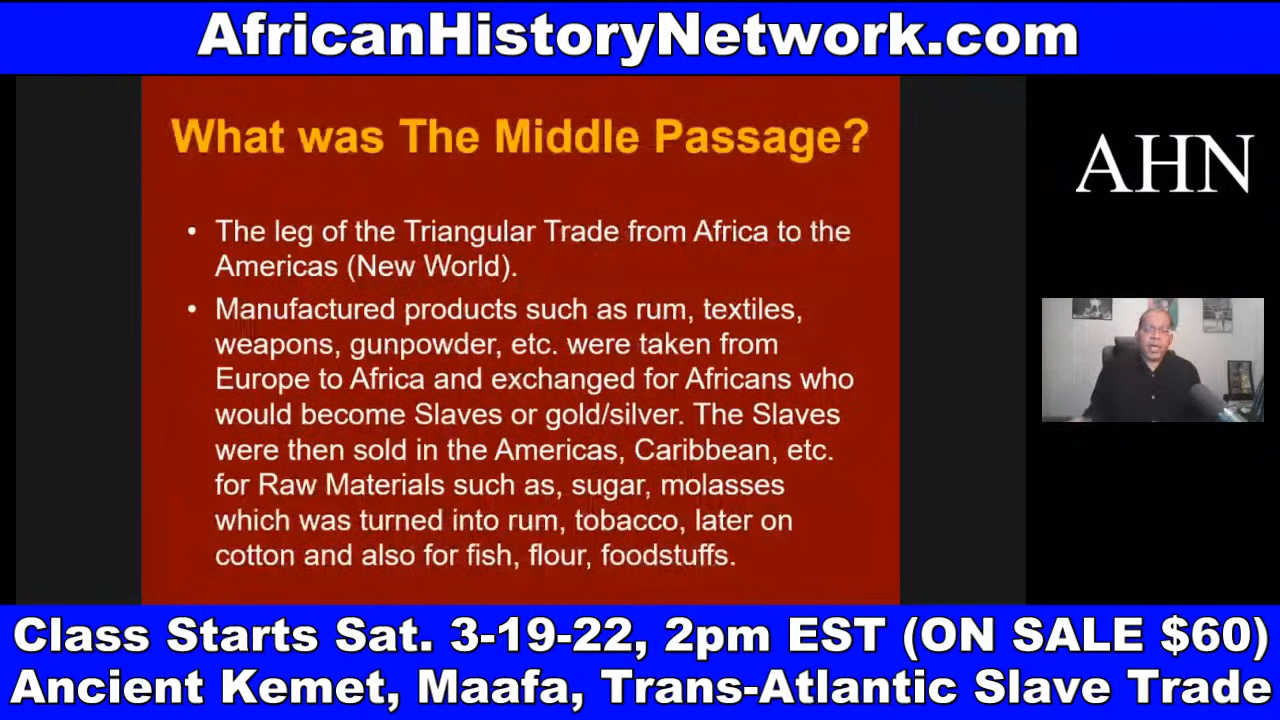 AfricanHistoryNetwork.com
What was The Middle Passage?
• The leg of the Triangular Trade from Africa to the
Americas (New World).
• Manufactured products such as rum, textiles,
weapons, gunpowder, etc. were taken from
Europe to Africa and exchanged for Africans who
would become Slaves or gold/silver. The Slaves
were then sold in the Americas, Caribbean, etc.
for Raw Materials such as, sugar, molasses
which was turned into rum, tobacco, later on
cotton and also for fish, flour, foodstuffs.
AHN
Class Starts Sat. 3-19-22, 2pm EST (ON SALE $60)
Ancient Kemet, Maafa, Trans-Atlantic Slave Trade